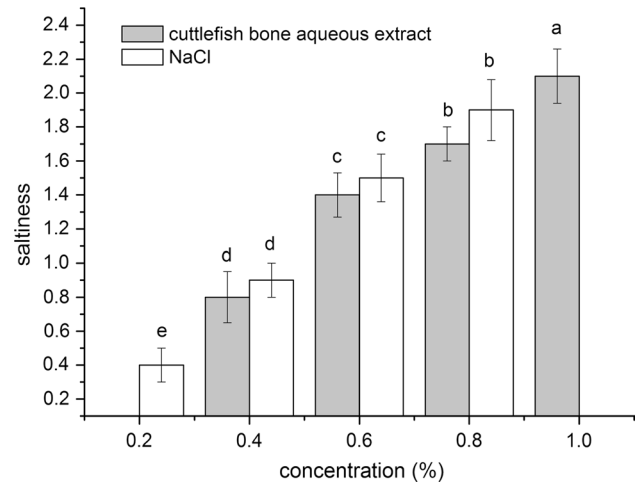 2.4
2.2
2.0
1.8
1.6
1.4
1.2
1.0
0.8
0.6
0.4
0.2
saltiness
cuttlefish bone aqueous extract
NaCl
e
d
d
c
c
b
b
a
0.2 0.4 0.6 0.8 1.0
concentration (%)